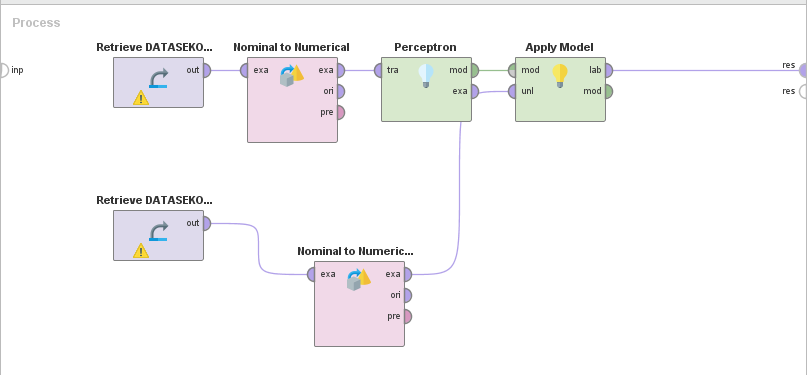 Process
inp
Retrieve DATASEKO...
out
Nominal to Numerical
exa exa
ori
pre
Perceptron
tra mod
exa
Apply Model
mod lab
unl mod
res
res
Retrieve DATASEKO...
out
Nominal to Numeric...
exa exa
ori
pre